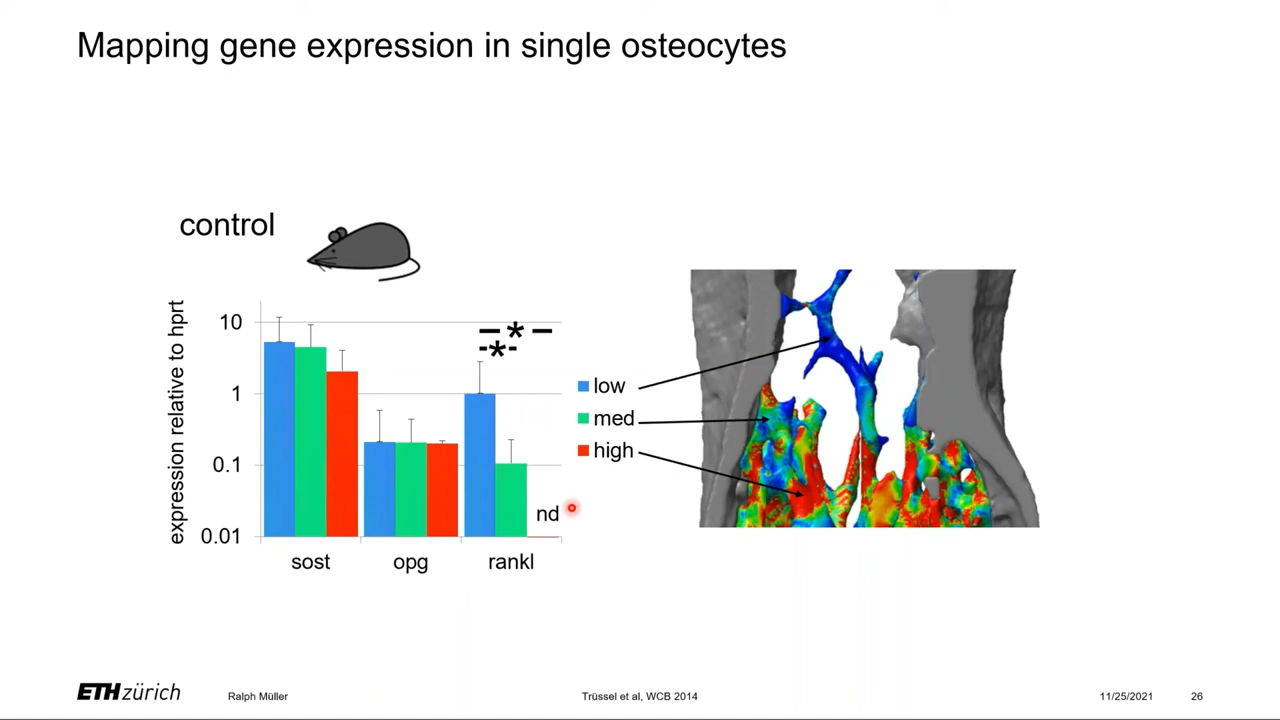 Mapping gene expression in single osteocytes
control
expression relative to hprt
10
1
0.1
0.01
-*-
-*-
nd
sost
opg
rankl
low
med
high
ETH zürich
Ralph Müller
Trüssel et al, WCB 2014
11/25/2021
26